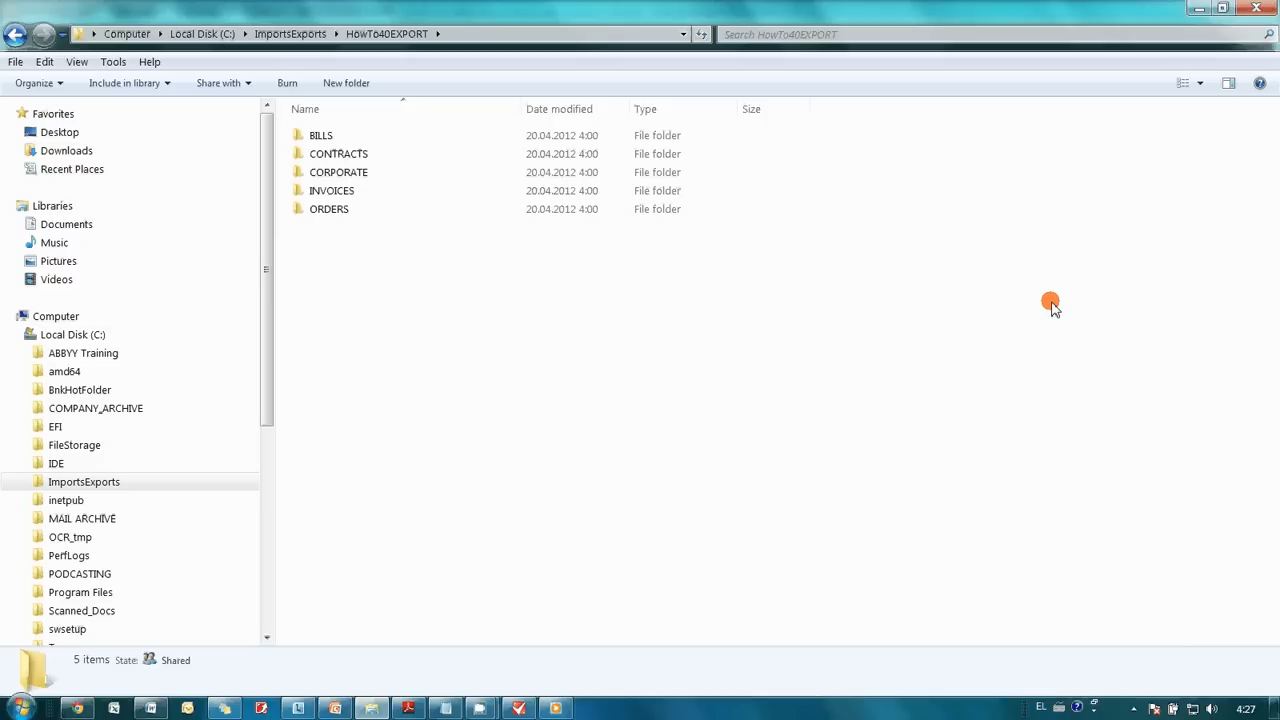 Computer Local Disk (C:) ImportsExports HowTo40EXPORT Search HowTo40EXPORT
File Edit View Tools Help
Organize Include in library Share with Burn New folder
Name Date modified Type Size
BILLS 20.04.2012 4:00 File folder
CONTRACTS 20.04.2012 4:00 File folder
CORPORATE 20.04.2012 4:00 File folder
INVOICES 20.04.2012 4:00 File folder
ORDERS 20.04.2012 4:00 File folder
Favorites
Desktop
Downloads
Recent Places
Libraries
Documents
Music
Pictures
Videos
Computer
Local Disk (C:)
ABBYY Training
amd64
BnkHotFolder
COMPANY_ARCHIVE
EFI
FileStorage
IDE
ImportsExports
inetpub
MAIL ARCHIVE
OCR_tmp
PerfLogs
PODCASTING
Program Files
Scanned_Docs
swsetup
5 items State: Shared
EL 4:27